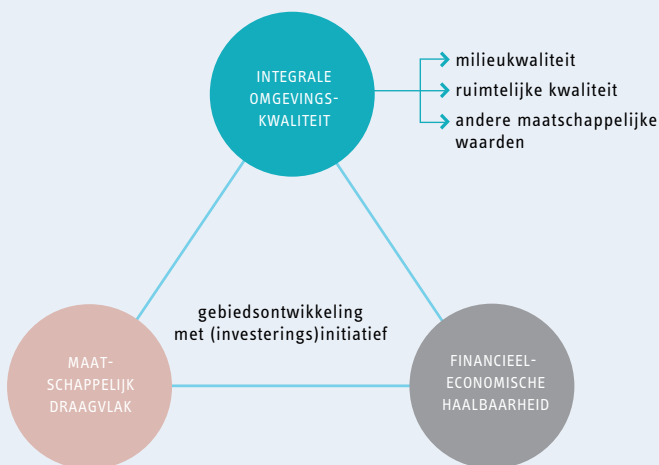 INTEGRALE
OMGEVINGS-
KWALITEIT
milieukwaliteit
ruimtelijke kwaliteit
andere maatschappelijke
waarden
gebiedsontwikkeling
met (investerings)initiatief
MAAT-
SCHAPPELIJK
DRAAGVLAK
FINANCIEEL-
ECONOMISCHE
HAALBAARHEID